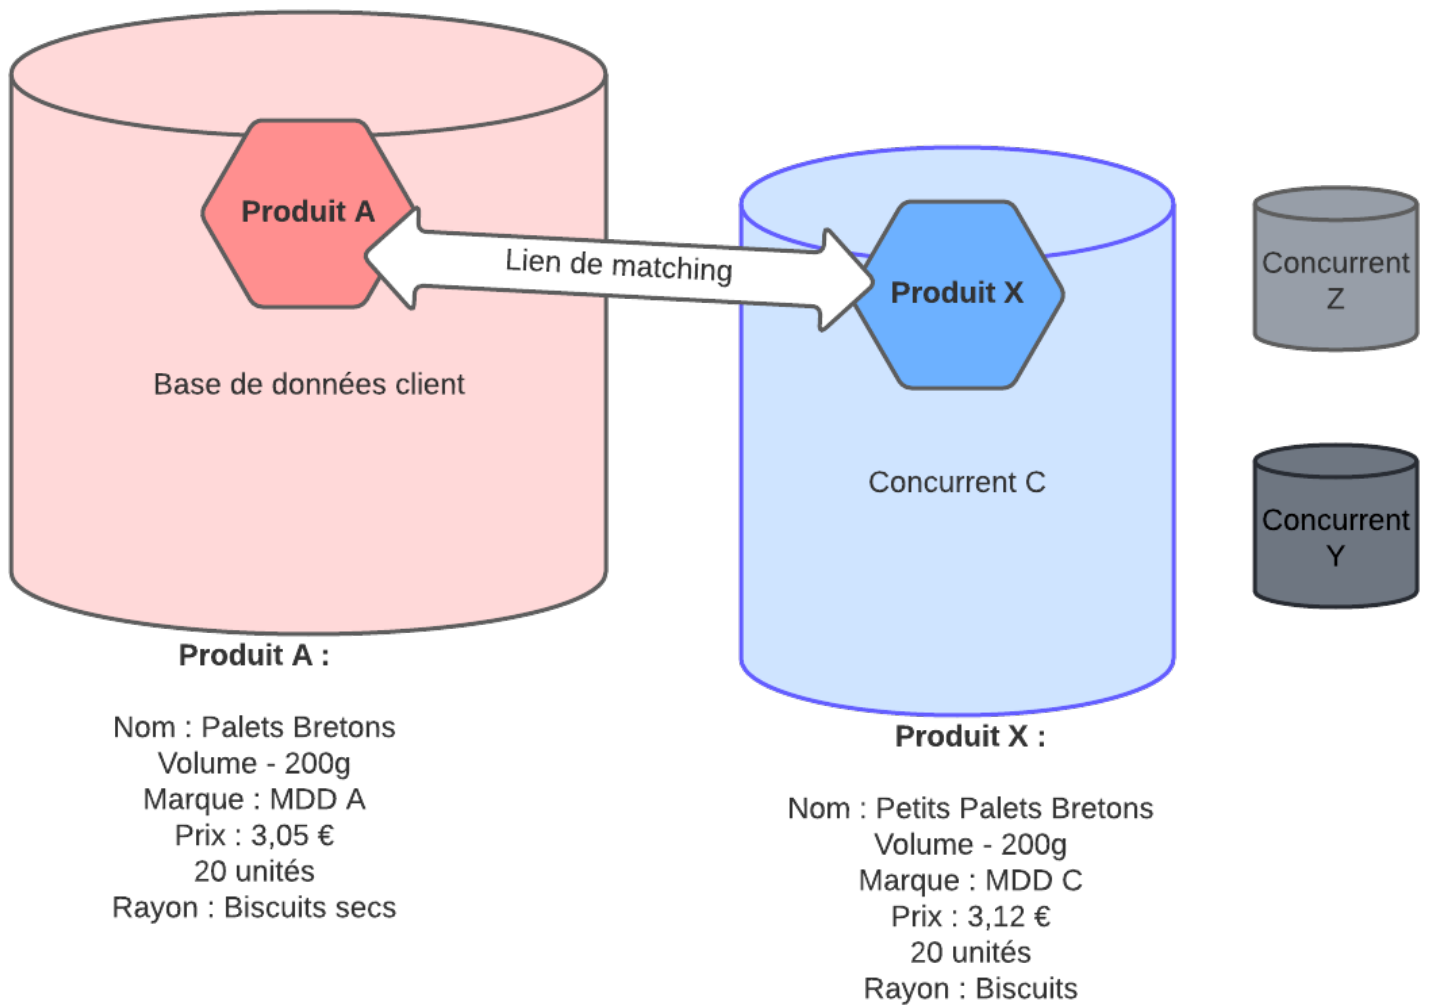 Produit A
Lien de matching
Produit X
Base de données client
Concurrent C
Concurrent
Z
Concurrent
Y
Produit A :
Nom : Palets Bretons
Volume - 200g
Marque : MDD A
Prix : 3,05 €
20 unités
Rayon : Biscuits secs
Produit X :
Nom : Petits Palets Bretons
Volume - 200g
Marque : MDD C
Prix : 3,12 €
20 unités
Rayon : Biscuits